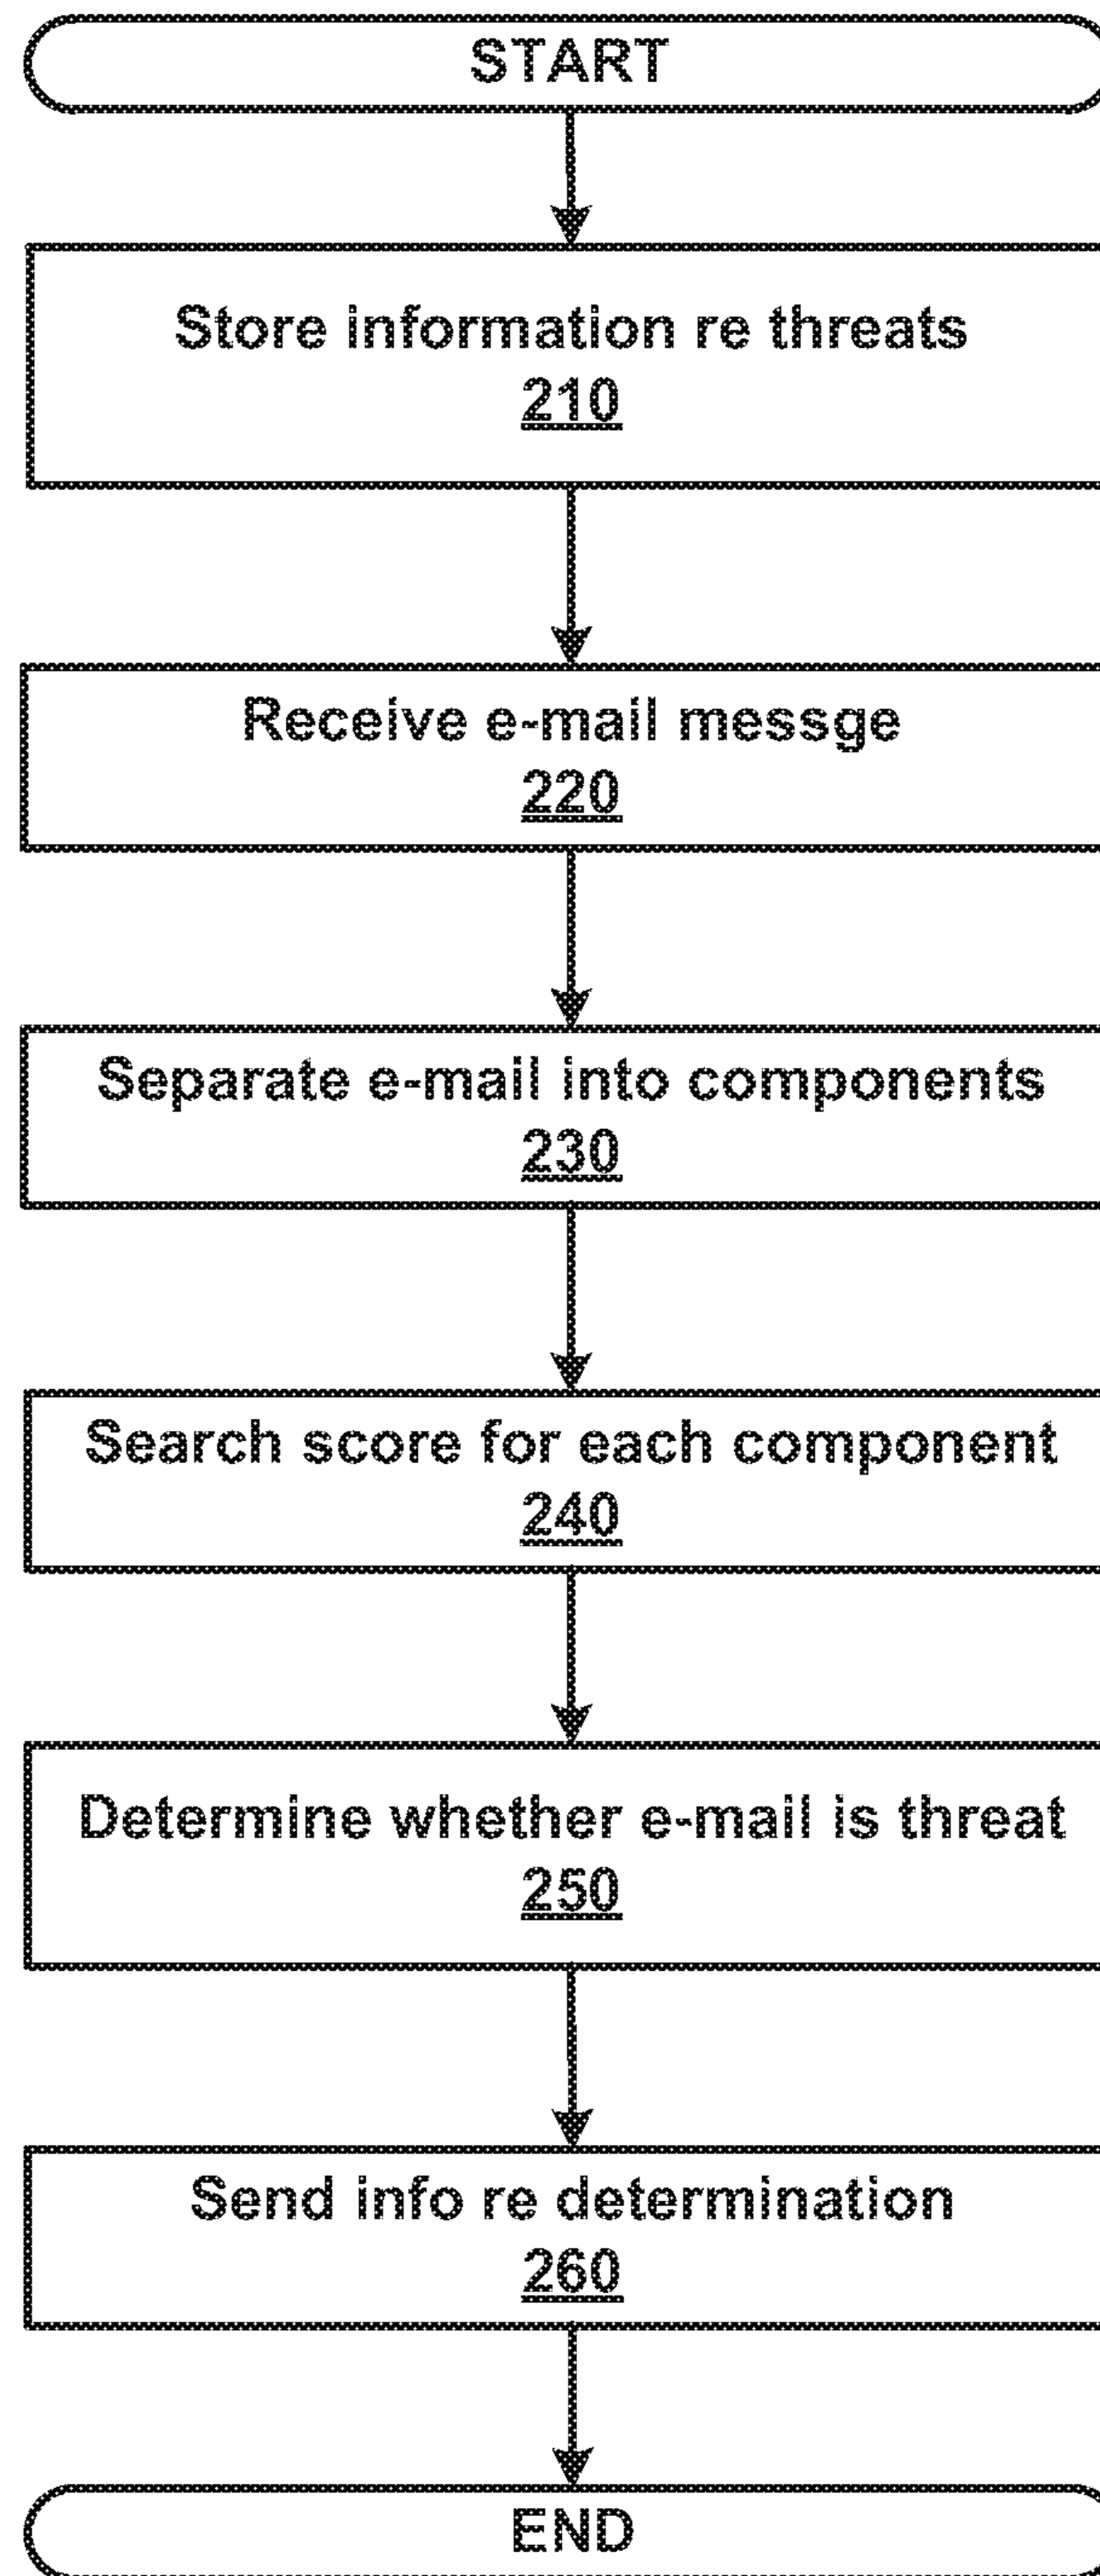 START
Store information re threats
210
Receive e-mail messge
220
Separate e-mail into components
230
Search score for each component
240
Determine whether e-mail is threat
250
Send info re determination
260
END